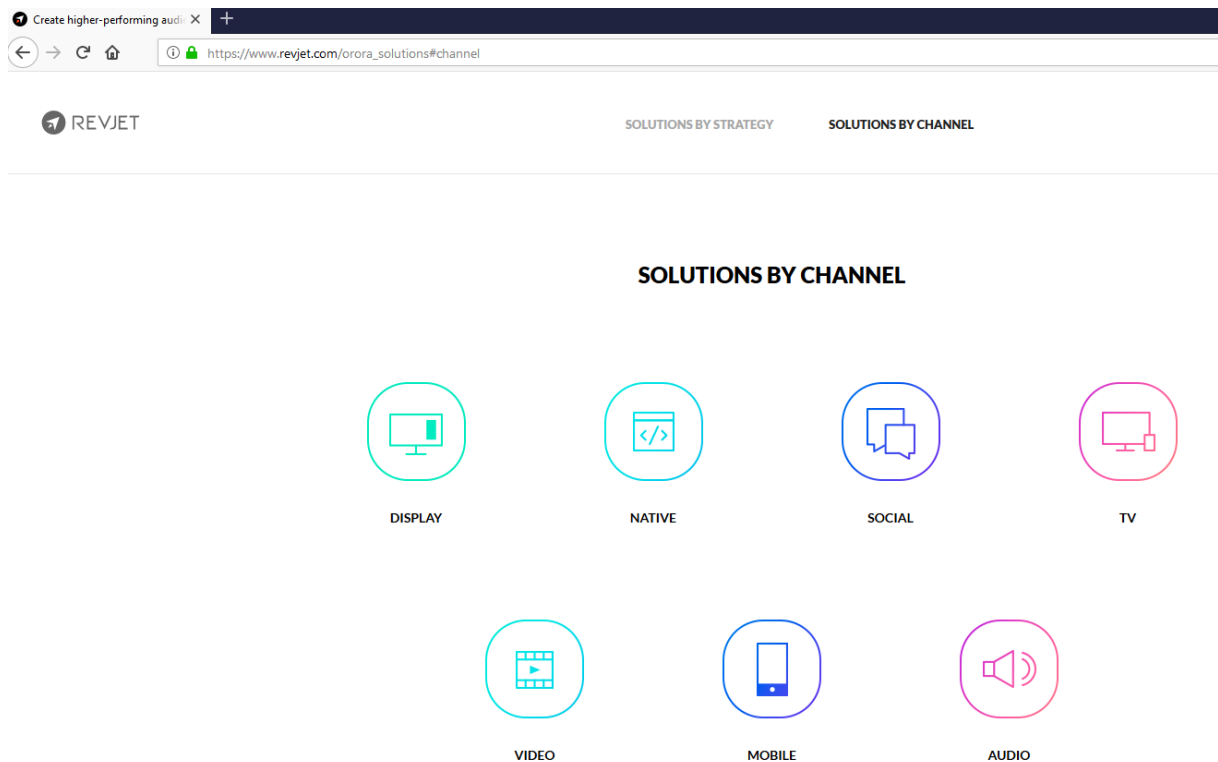 Create higher-performing audi
https://www.revjet.com/orora_solutions#channel
REVJET
SOLUTIONS BY STRATEGY SOLUTIONS BY CHANNEL
SOLUTIONS BY CHANNEL
</>
DISPLAY NATIVE SOCIAL TV
VIDEO MOBILE AUDIO